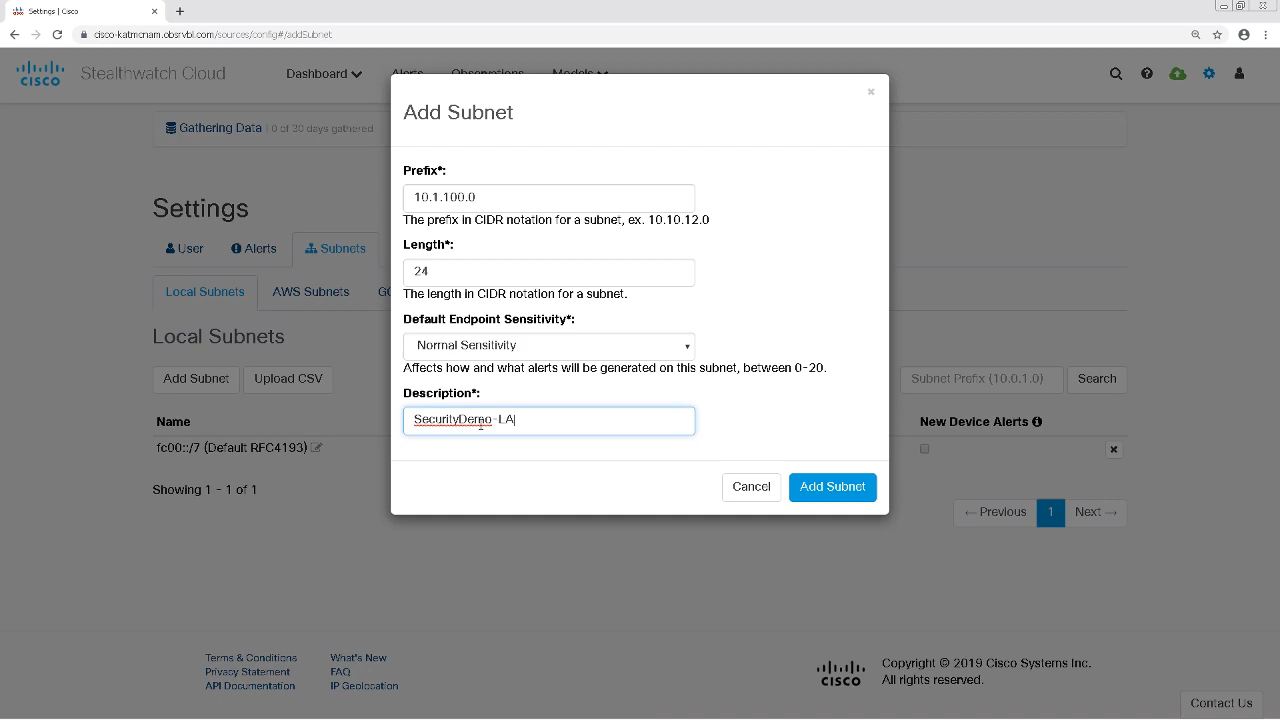 Settings | Cisco
cisco-katmcnam.obsrvbl.com/sources/config#/addSubnet
CISCO
Stealthwatch Cloud
Dashboard
Alerts
Observations
Models
Gathering Data | 0 of 30 days gathered
Settings
User
Alerts
Subnets
Local Subnets
AWS Subnets
Local Subnets
Add Subnet
Upload CSV
Subnet Prefix (10.0.1.0)
Search
Name
New Device Alerts
fc00::/7 (Default RFC4193)
Showing 1 - 1 of 1
← Previous
1
Next →
Add Subnet
×
Prefix*:
10.1.100.0
The prefix in CIDR notation for a subnet, ex. 10.10.12.0
Length*:
24
The length in CIDR notation for a subnet.
Default Endpoint Sensitivity*:
Normal Sensitivity
Affects how and what alerts will be generated on this subnet, between 0-20.
Description*:
SecurityDemo-LA
Cancel
Add Subnet
Terms & Conditions
Privacy Statement
API Documentation
What's New
FAQ
IP Geolocation
CISCO
Copyright © 2019 Cisco Systems Inc.
All rights reserved.
Contact Us